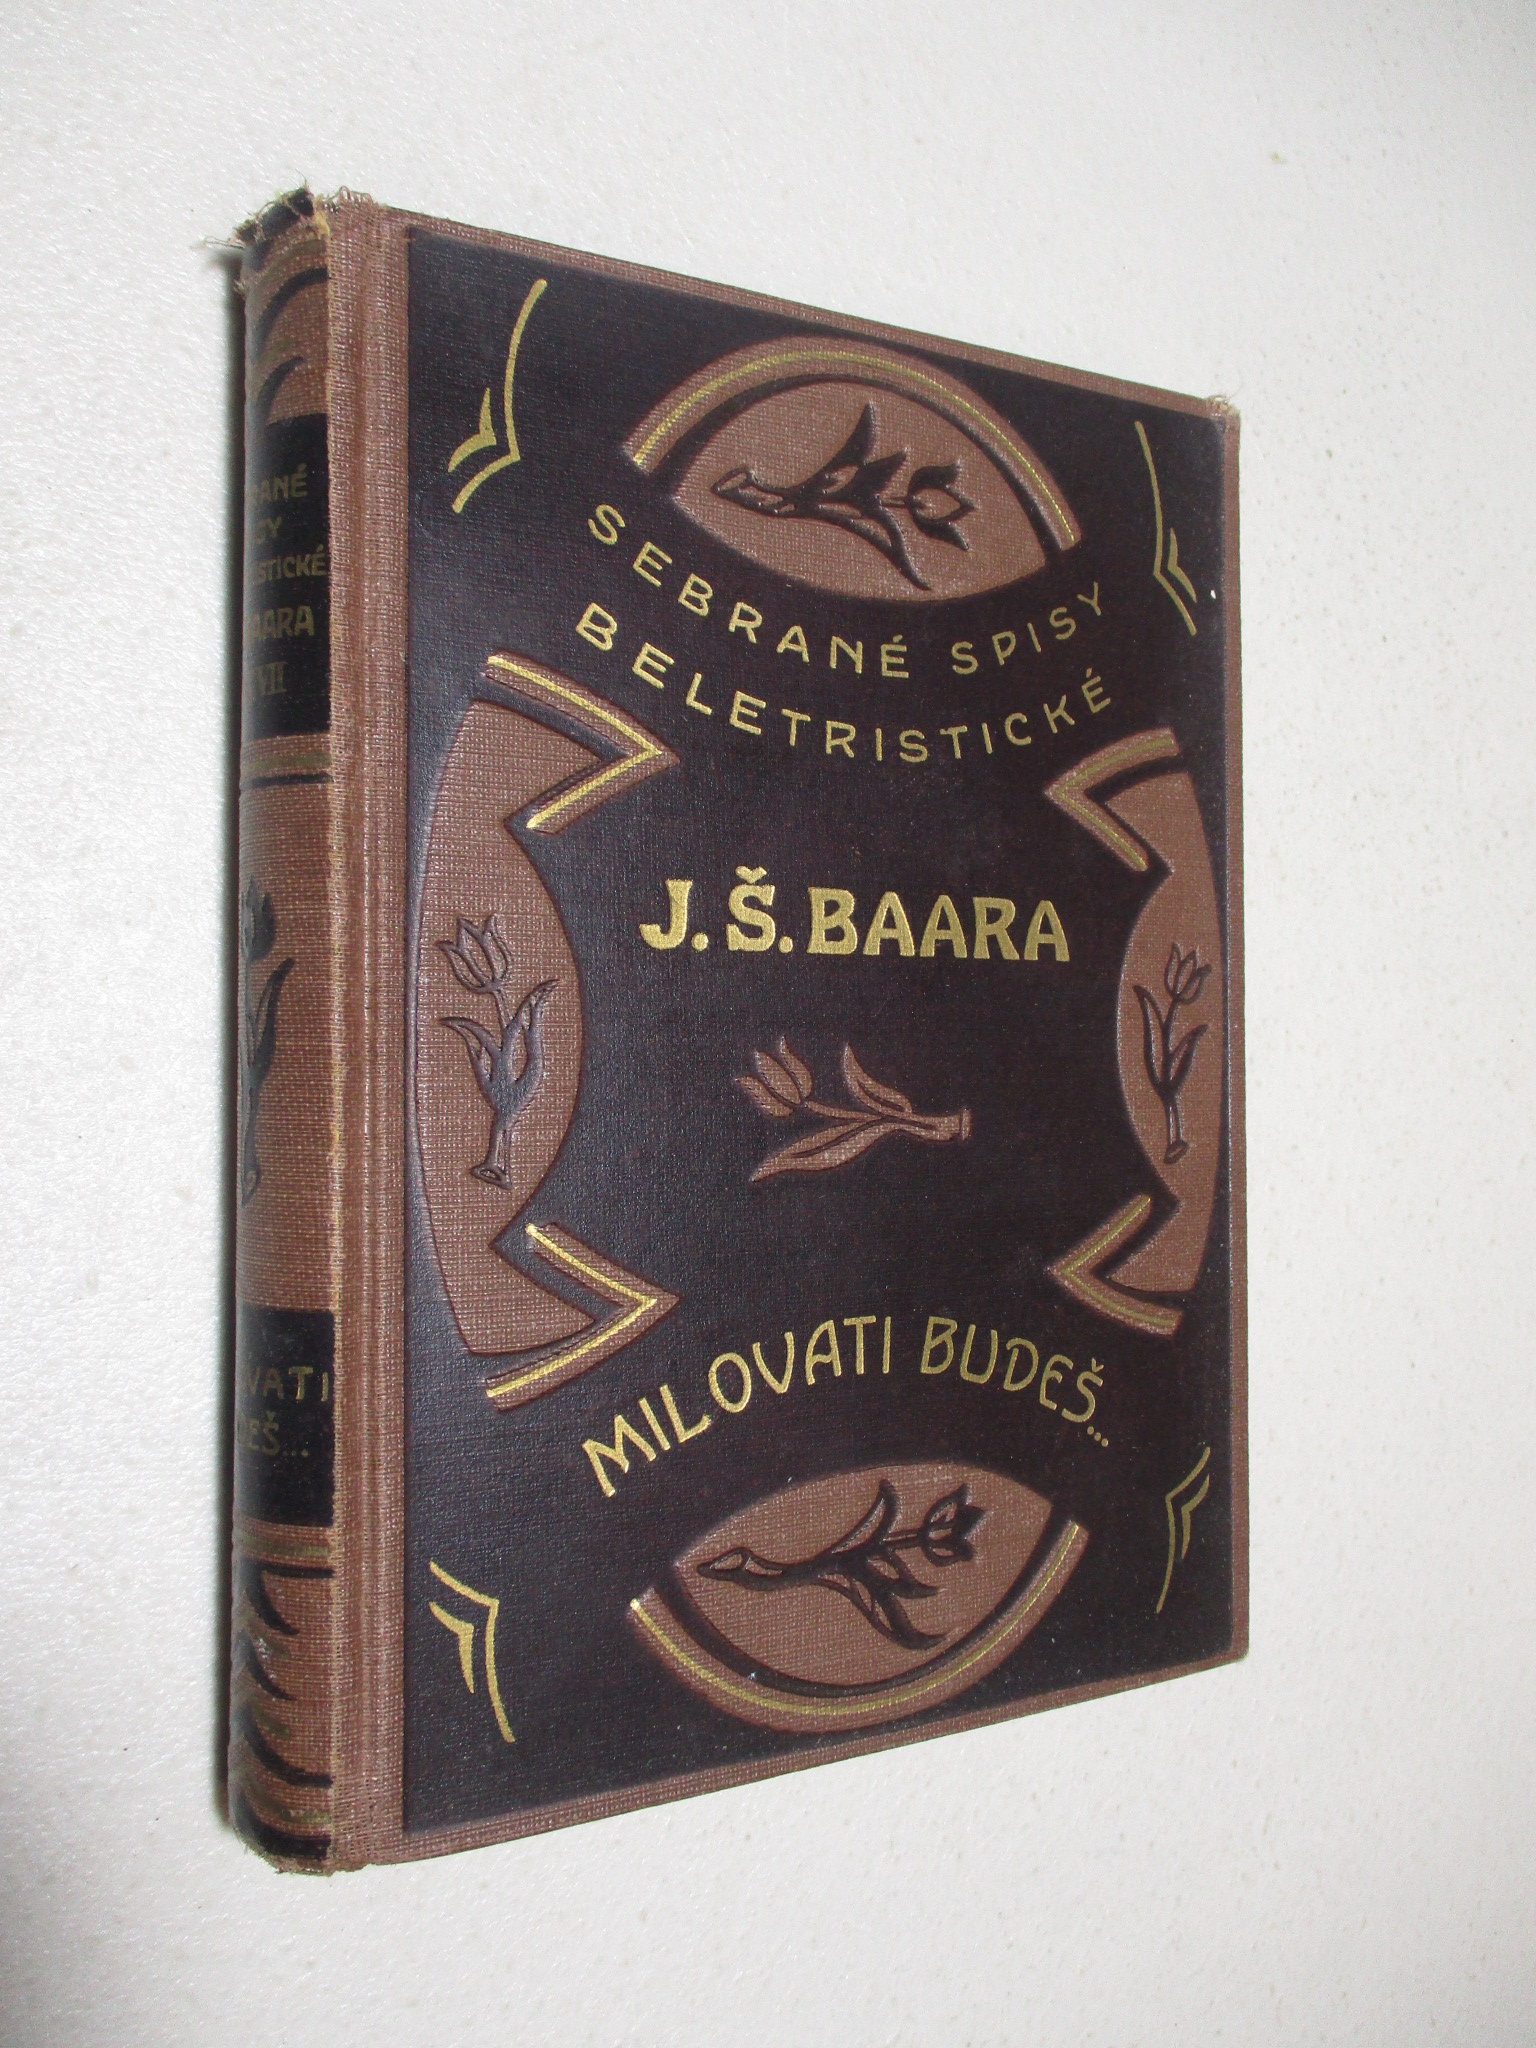 SEBRANÉ SPISY
BELETRISTICKÉ
J. Š. BAARA
MILOVATI BUDEŠ...